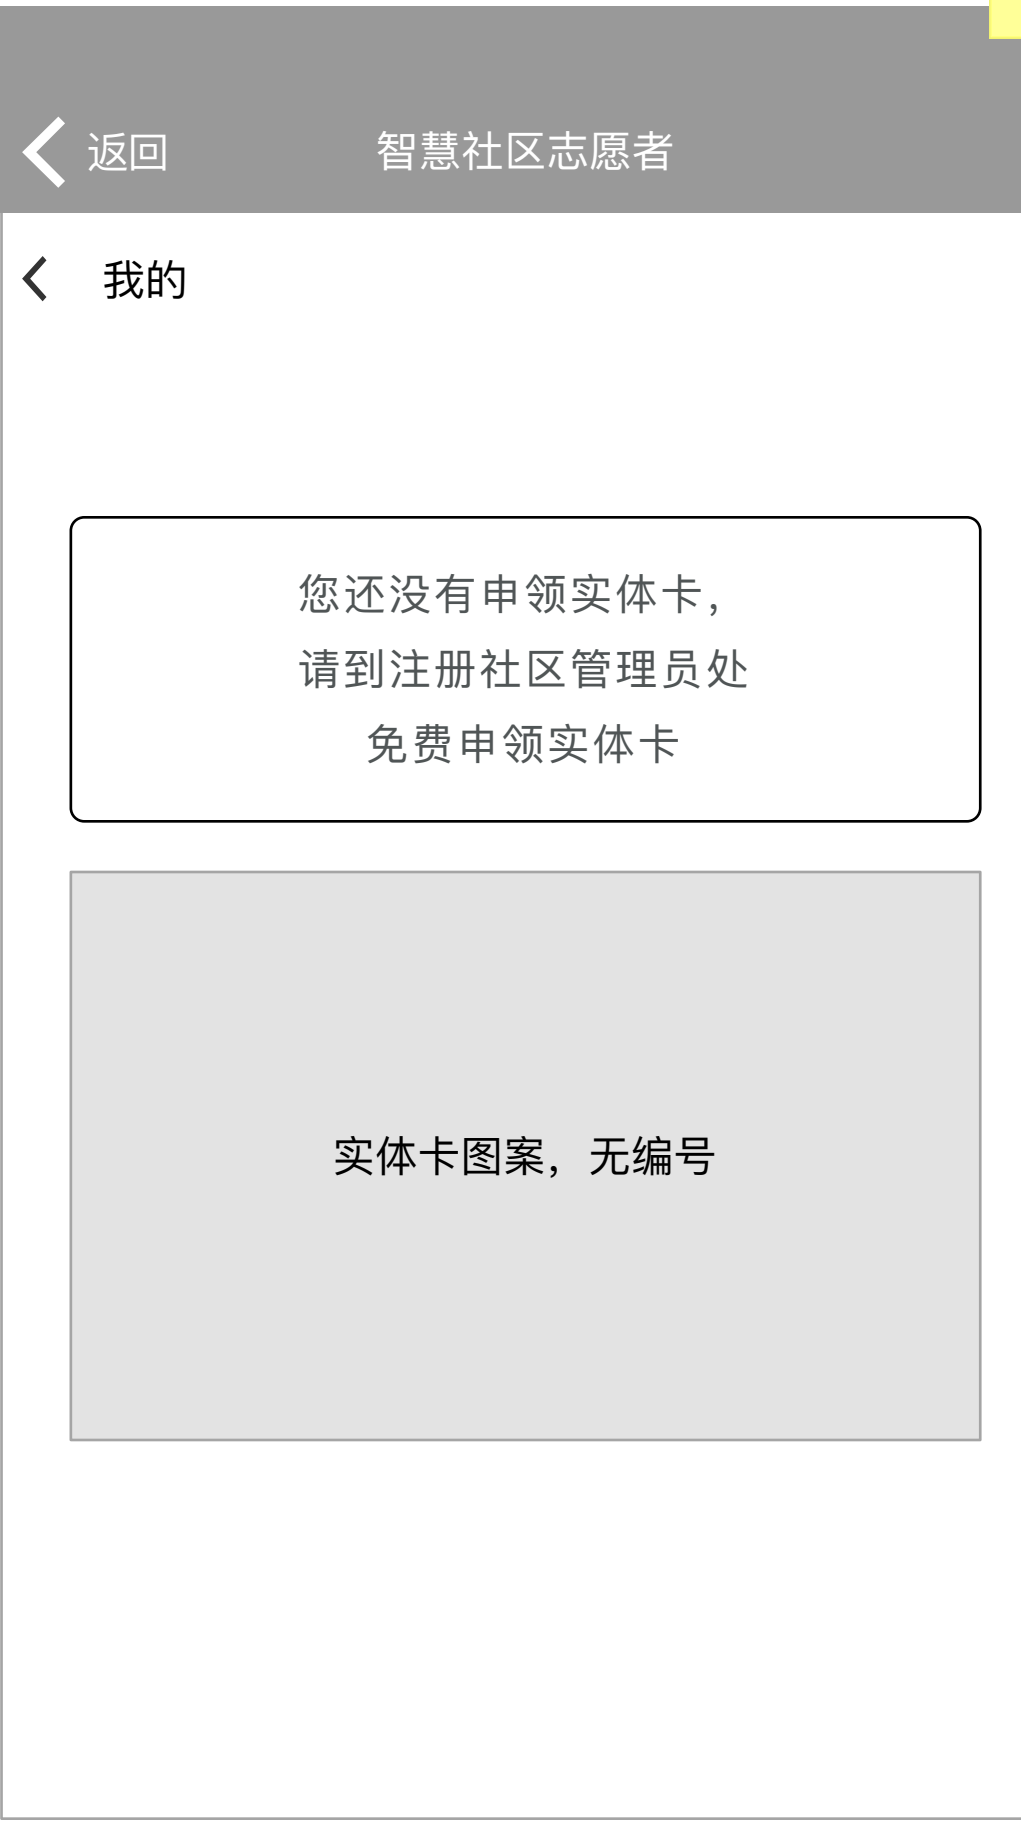 返回
智慧社区志愿者
我的
您还没有申领实体卡，
请到注册社区管理员处
免费申领实体卡
实体卡图案，无编号